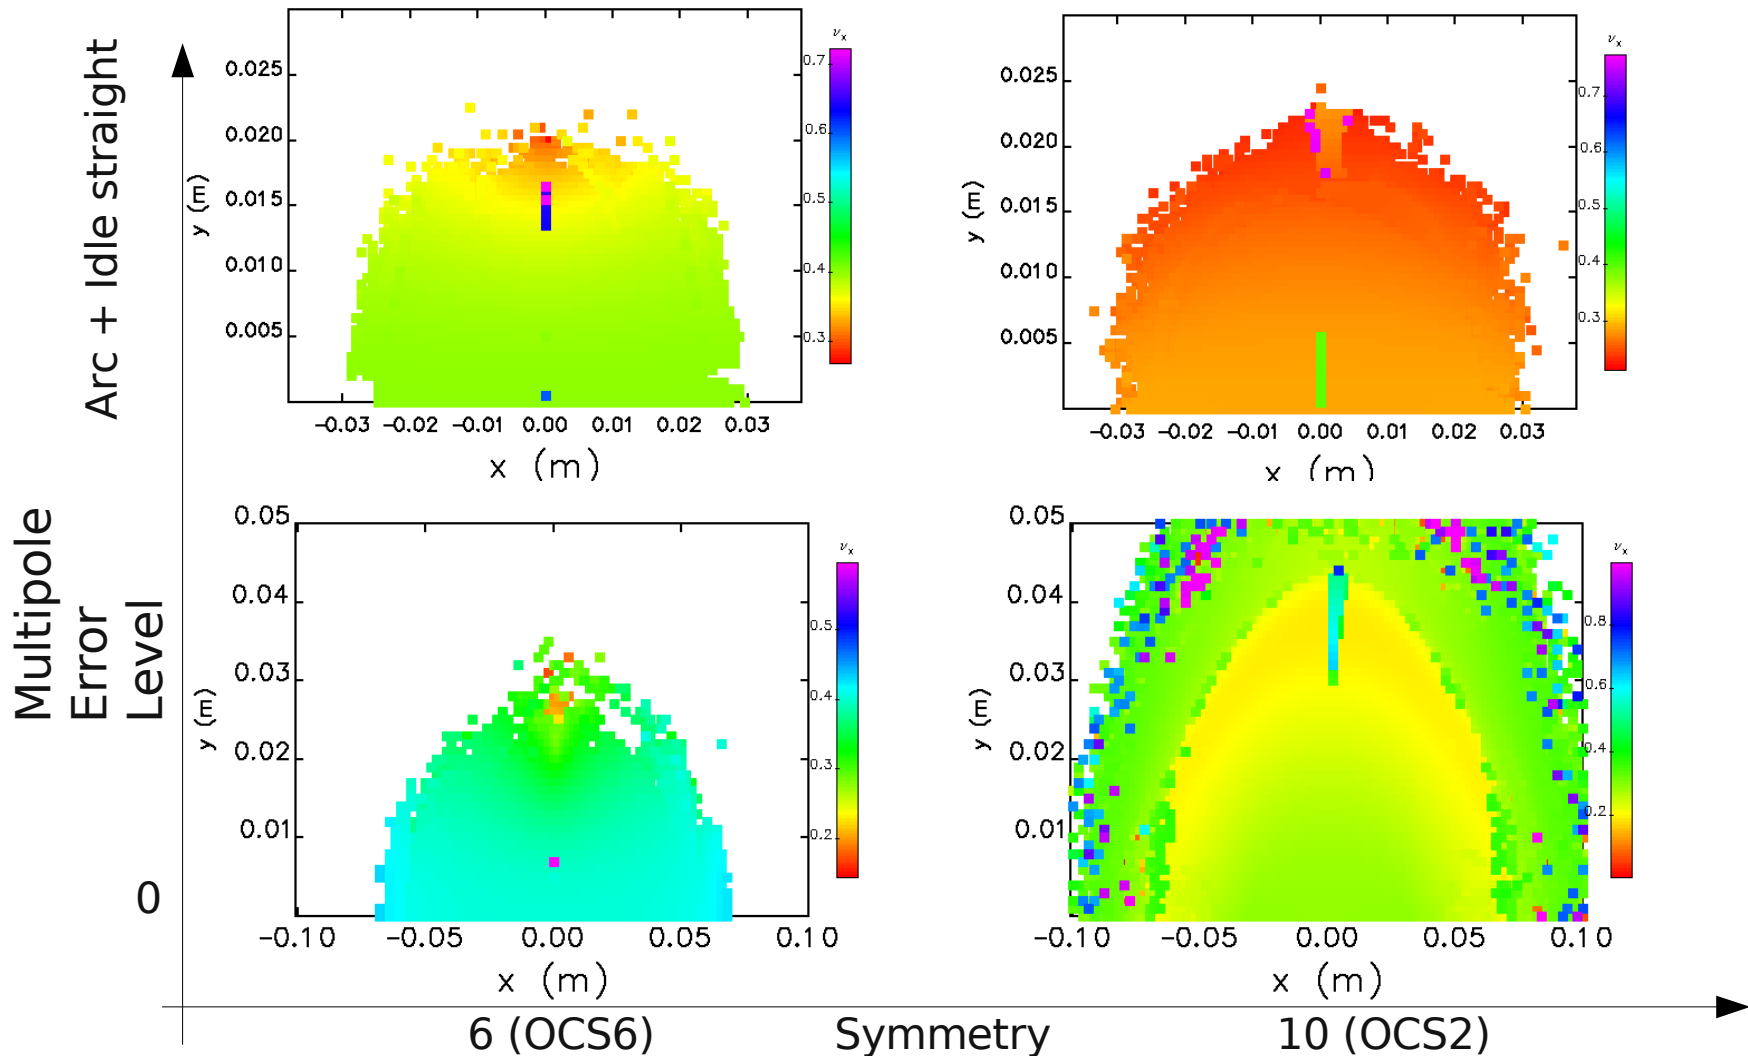 Arc + Idle straight
Multipole
Error
Level
0
0.025
0.020
0.015
0.010
0.005
y (m)
-0.03 -0.02 -0.01 0.00 0.01 0.02 0.03
x (m)
νx
0.7
0.6
0.5
0.4
0.3
0.025
0.020
0.015
0.010
0.005
y (m)
-0.03 -0.02 -0.01 0.00 0.01 0.02 0.03
x (m)
νx
0.7
0.6
0.5
0.4
0.3
0.05
0.04
0.03
0.02
0.01
y (m)
-0.10 -0.05 0.00 0.05 0.10
x (m)
νx
0.5
0.4
0.3
0.2
0.05
0.04
0.03
0.02
0.01
y (m)
-0.10 -0.05 0.00 0.05 0.10
x (m)
νx
0.8
0.6
0.4
0.2
6 (OCS6) Symmetry 10 (OCS2)